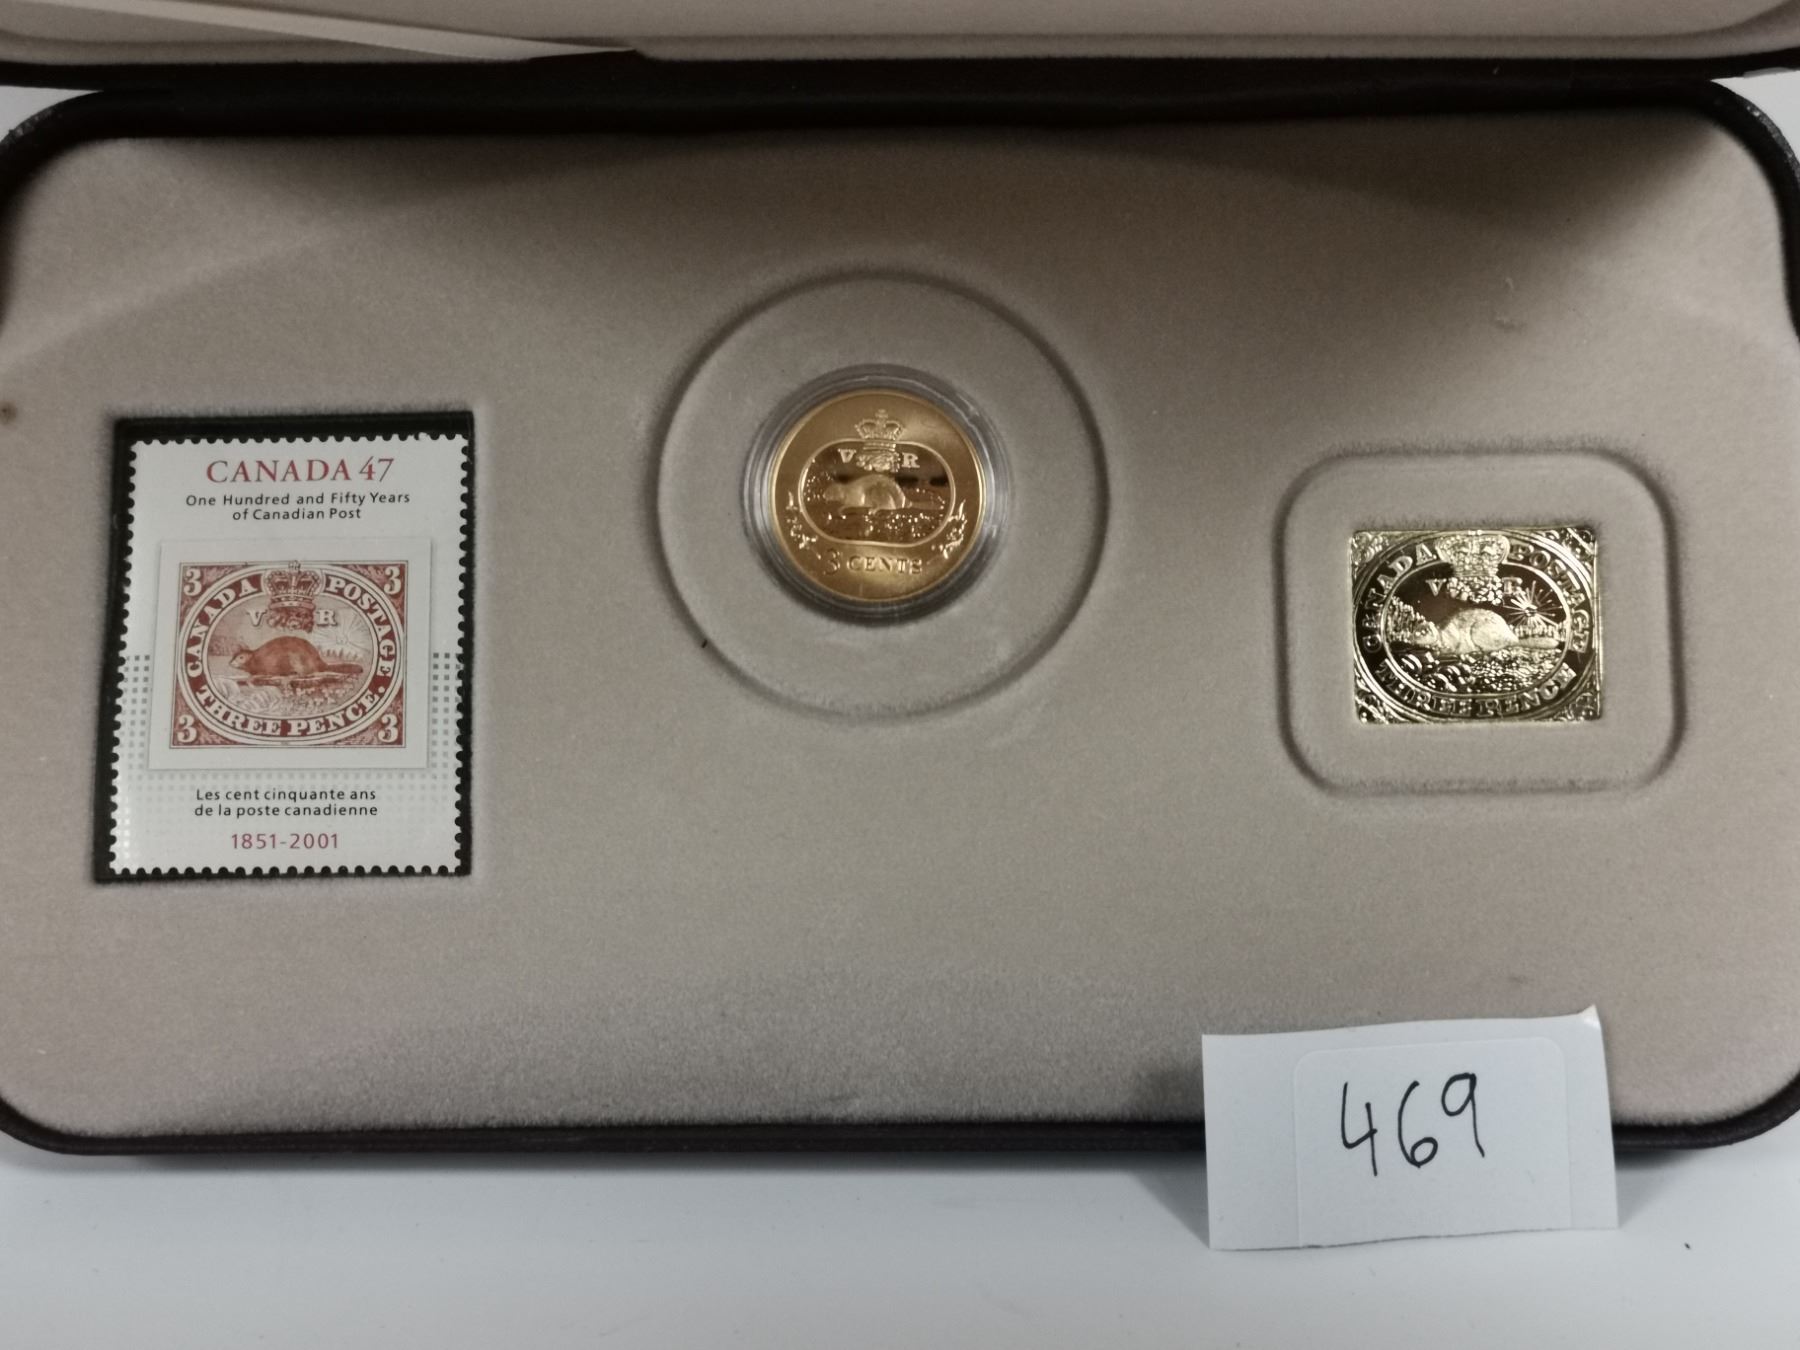 CANADA 47
One Hundred and Fifty Years
of Canadian Post
3 3
CANADA POSTAGE.
V R
THREE PENCE.
3 3
Les cent cinquante ans
de la poste canadienne
1851-2001
V R
3 CENTS
CANADA POSTAGE
V R
THREE PENCE
469